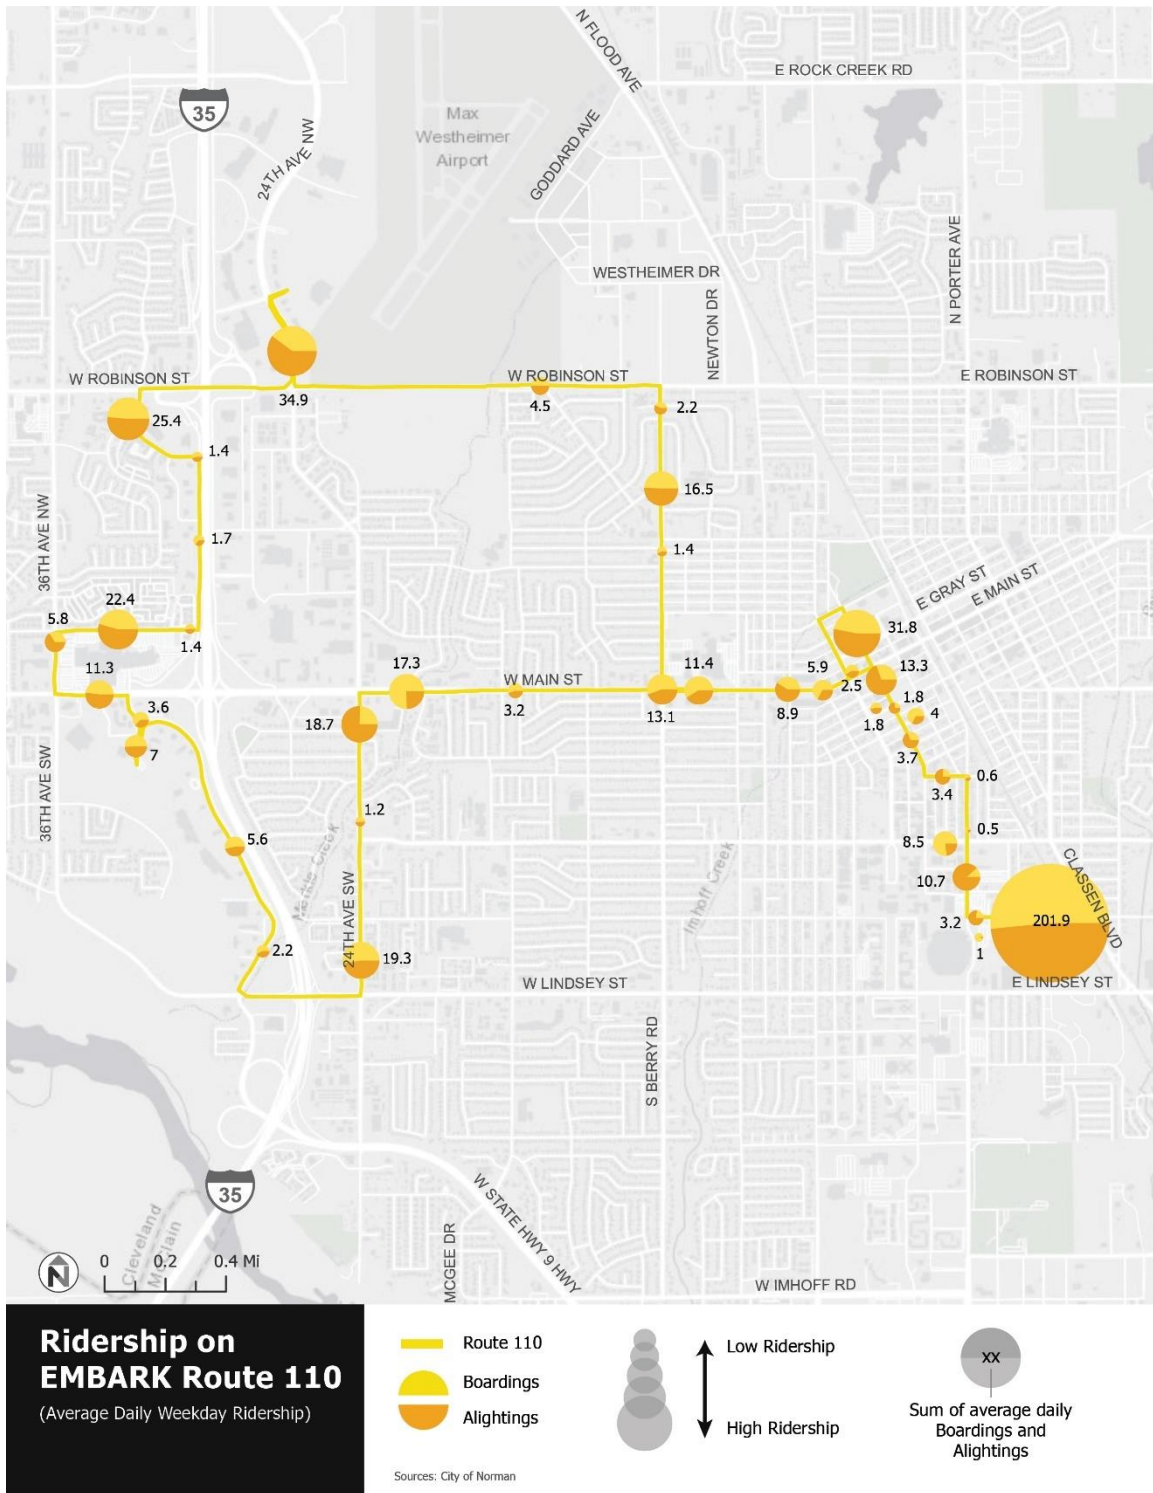 N FLOOD AVE
E ROCK CREEK RD
35
Max
Westheimer
Airport
24TH AVE NW
GODDARD AVE
N PORTER AVE
WESTHEIMER DR
NEWTON DR
W ROBINSON ST
W ROBINSON ST
E ROBINSON ST
34.9
4.5
2.2
25.4
1.4
16.5
36TH AVE NW
1.7
1.4
E GRAY ST
E MAIN ST
22.4
5.8
1.4
31.8
11.3
17.3
W MAIN ST
11.4
5.9
13.3
2.5
3.6
18.7
3.2
13.1
8.9
1.8
1.8
4
7
3.7
36TH AVE SW
0.6
3.4
1.2
5.6
Merkle Creek
0.5
8.5
Imhoff Creek
10.7
CLASSEN BLVD
24TH AVE SW
3.2
201.9
2.2
19.3
1
W LINDSEY ST
E LINDSEY ST
S BERRY RD
35
W STATE HWY 9 HWY
Cleveland
McClain
MCGEE DR
N
0 0.2 0.4 Mi
W IMHOFF RD
Ridership on
EMBARK Route 110
(Average Daily Weekday Ridership)
Route 110
Boardings
Alightings
Low Ridership
High Ridership
xx
Sum of average daily
Boardings and
Alightings
Sources: City of Norman